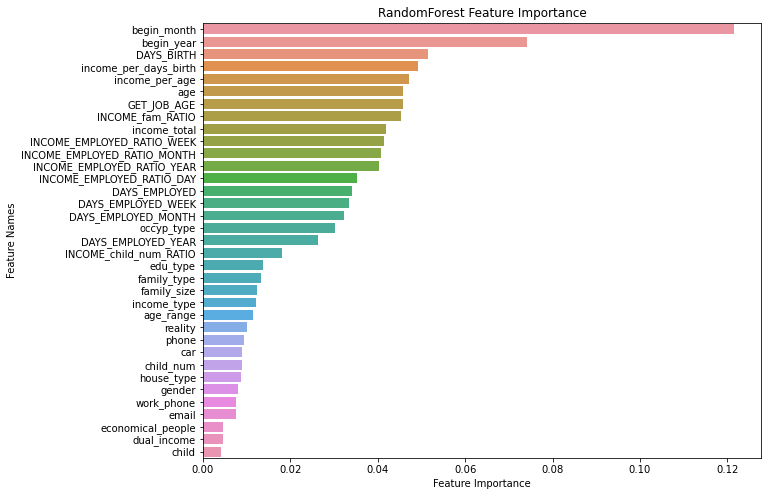 RandomForest Feature Importance
Feature Names
begin_month
begin_year
DAYS_BIRTH
income_per_days_birth
income_per_age
age
GET_JOB_AGE
INCOME_fam_RATIO
income_total
INCOME_EMPLOYED_RATIO_WEEK
INCOME_EMPLOYED_RATIO_MONTH
INCOME_EMPLOYED_RATIO_YEAR
INCOME_EMPLOYED_RATIO_DAY
DAYS_EMPLOYED
DAYS_EMPLOYED_WEEK
DAYS_EMPLOYED_MONTH
occyp_type
DAYS_EMPLOYED_YEAR
INCOME_child_num_RATIO
edu_type
family_type
family_size
income_type
age_range
reality
phone
car
child_num
house_type
gender
work_phone
email
economical_people
dual_income
child
0.00 0.02 0.04 0.06 0.08 0.10 0.12
Feature Importance